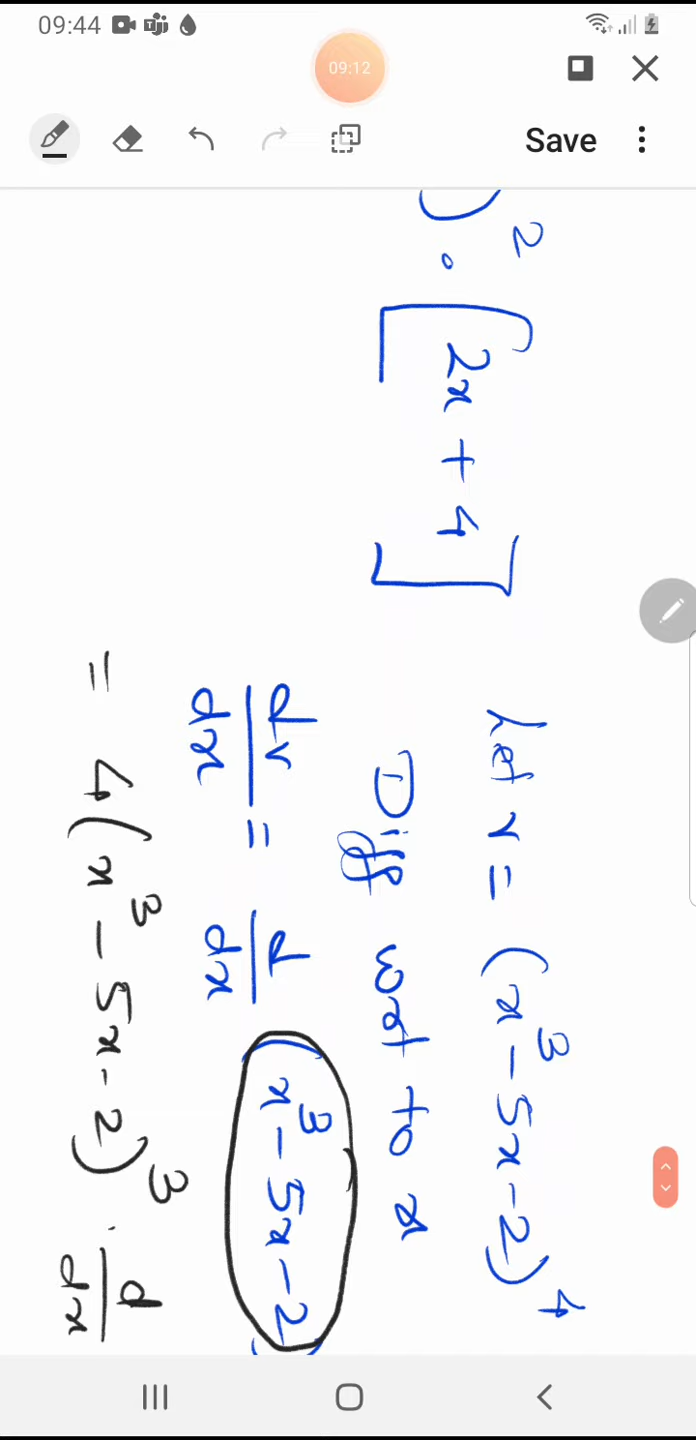 09:44
09:12
Save
)² · [2x + 4]
Let v = (x³ - 5x - 2)⁴
Diff wrt to x
dv/dx = d/dx (x³ - 5x - 2)
= 4(x³ - 5x - 2)³ · d/dx